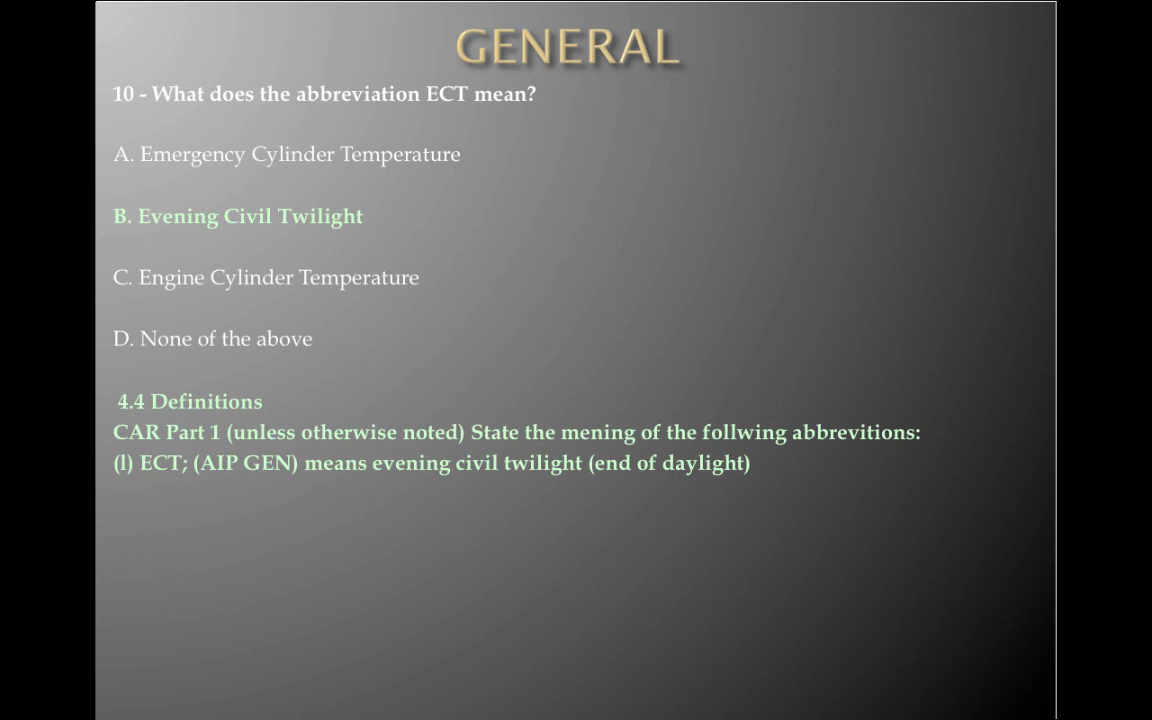 GENERAL
10 - What does the abbreviation ECT mean?
A. Emergency Cylinder Temperature
B. Evening Civil Twilight
C. Engine Cylinder Temperature
D. None of the above
4.4 Definitions
CAR Part 1 (unless otherwise noted) State the mening of the follwing abbrevitions:
(l) ECT; (AIP GEN) means evening civil twilight (end of daylight)